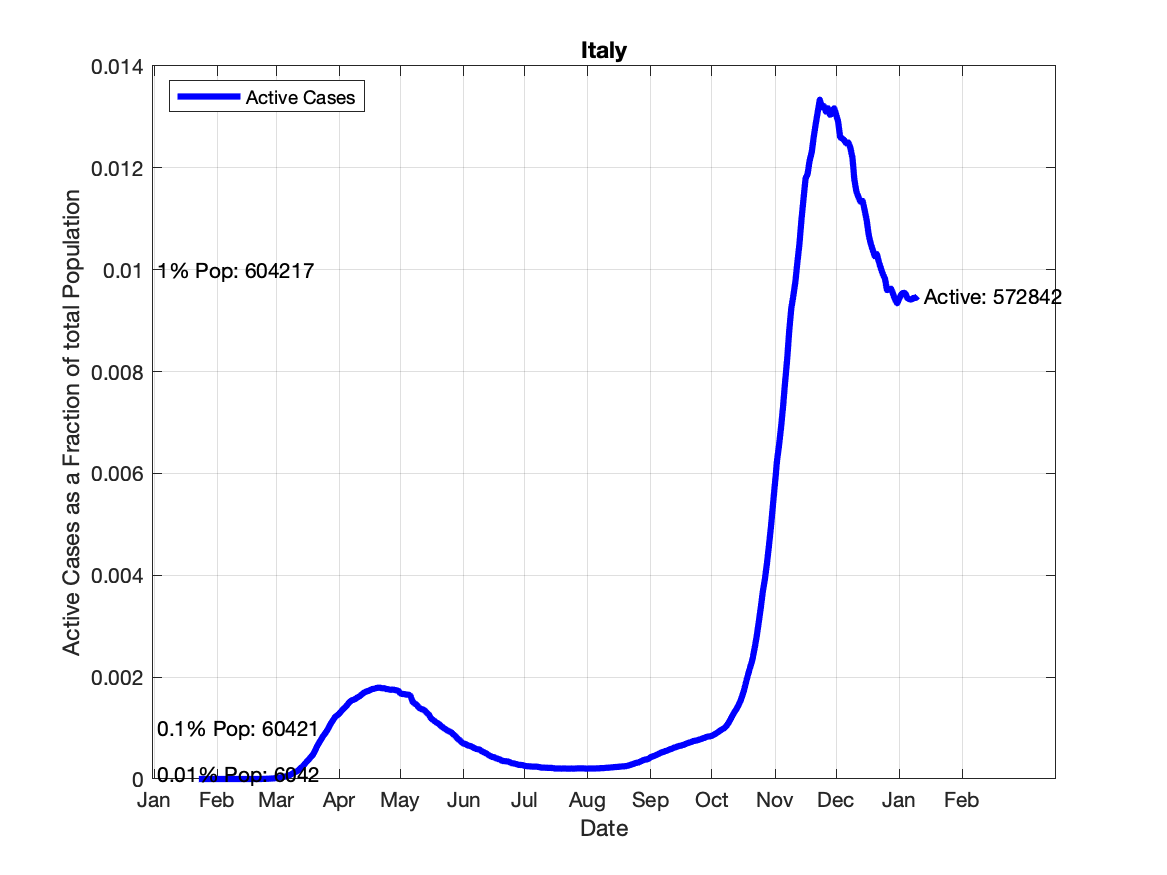 Italy
Active Cases
Active Cases as a Fraction of total Population
0.014
0.012
0.01
0.008
0.006
0.004
0.002
0
1% Pop: 604217
0.1% Pop: 60421
0.01% Pop: 6042
Active: 572842
Jan Feb Mar Apr May Jun Jul Aug Sep Oct Nov Dec Jan Feb
Date